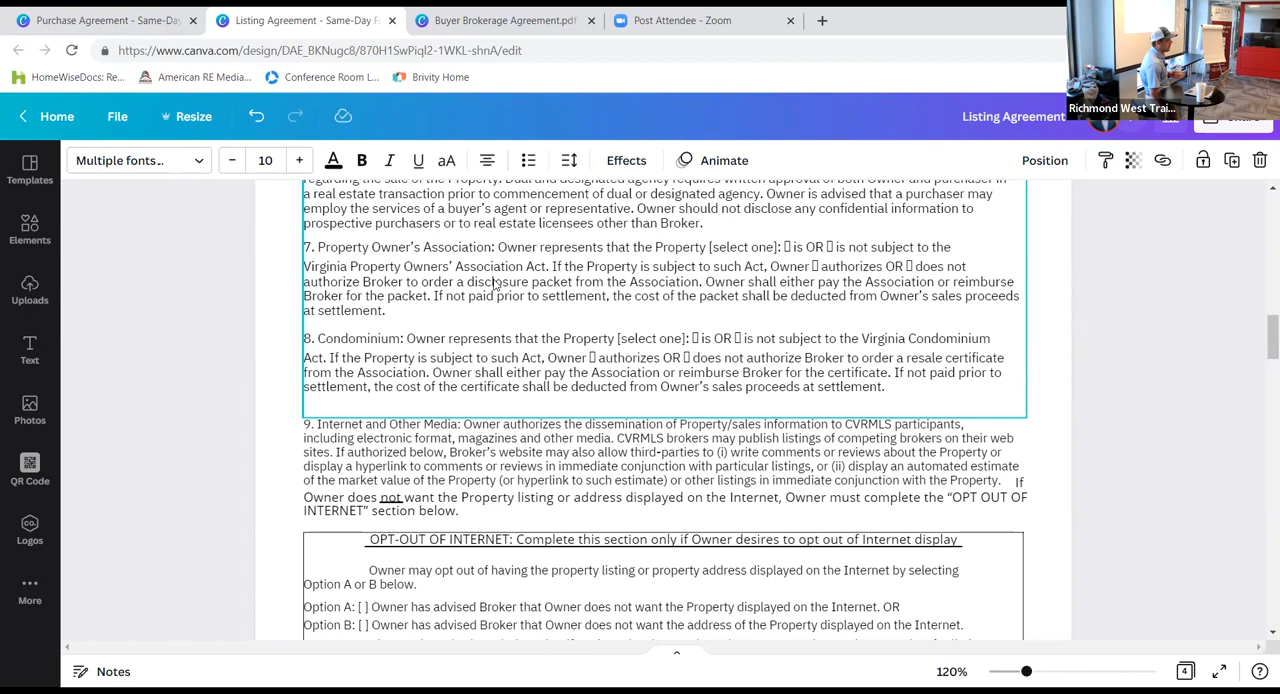 Purchase Agreement - Same-Day
Listing Agreement - Same-Day F
Buyer Brokerage Agreement.pdf
Post Attendee - Zoom
https://www.canva.com/design/DAE_BKNugc8/870H1SwPiqI2-1WKL-shnA/edit
HomeWiseDocs: Re...
American RE Media...
Conference Room L...
Brivity Home
Richmond West Trai...
Home
File
Resize
Listing Agreement
Multiple fonts...
10
A
B
I
U
aA
Effects
Animate
Position
Templates
Elements
Uploads
Text
Photos
QR Code
Logos
More
regarding the sale of the Property. Dual and designated agency requires written approval of both Owner and purchaser in
a real estate transaction prior to commencement of dual or designated agency. Owner is advised that a purchaser may
employ the services of a buyer's agent or representative. Owner should not disclose any confidential information to
prospective purchasers or to real estate licensees other than Broker.
7. Property Owner's Association: Owner represents that the Property [select one]: ▯ is OR ▯ is not subject to the
Virginia Property Owners' Association Act. If the Property is subject to such Act, Owner ▯ authorizes OR ▯ does not
authorize Broker to order a disclosure packet from the Association. Owner shall either pay the Association or reimburse
Broker for the packet. If not paid prior to settlement, the cost of the packet shall be deducted from Owner's sales proceeds
at settlement.
8. Condominium: Owner represents that the Property [select one]: ▯ is OR ▯ is not subject to the Virginia Condominium
Act. If the Property is subject to such Act, Owner ▯ authorizes OR ▯ does not authorize Broker to order a resale certificate
from the Association. Owner shall either pay the Association or reimburse Broker for the certificate. If not paid prior to
settlement, the cost of the certificate shall be deducted from Owner's sales proceeds at settlement.
9. Internet and Other Media: Owner authorizes the dissemination of Property/sales information to CVRMLS participants,
including electronic format, magazines and other media. CVRMLS brokers may publish listings of competing brokers on their web
sites. If authorized below, Broker's website may also allow third-parties to (i) write comments or reviews about the Property or
display a hyperlink to comments or reviews in immediate conjunction with particular listings, or (ii) display an automated estimate
of the market value of the Property (or hyperlink to such estimate) or other listings in immediate conjunction with the Property. If
Owner does not want the Property listing or address displayed on the Internet, Owner must complete the “OPT OUT OF
INTERNET” section below.
OPT-OUT OF INTERNET: Complete this section only if Owner desires to opt out of Internet display
Owner may opt out of having the property listing or property address displayed on the Internet by selecting
Option A or B below.
Option A: [ ] Owner has advised Broker that Owner does not want the Property displayed on the Internet. OR
Option B: [ ] Owner has advised Broker that Owner does not want the address of the Property displayed on the Internet.
Notes
120%
4